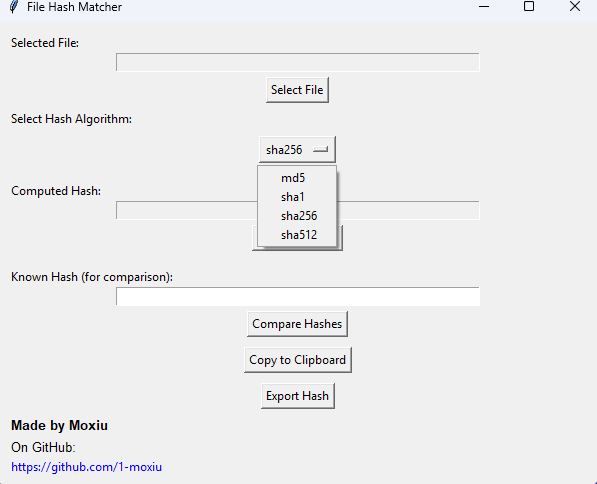 File Hash Matcher
Selected File:
Select File
Select Hash Algorithm:
sha256
md5
sha1
sha256
sha512
Computed Hash:
Known Hash (for comparison):
Compare Hashes
Copy to Clipboard
Export Hash
Made by Moxiu
On GitHub:
https://github.com/1-moxiu